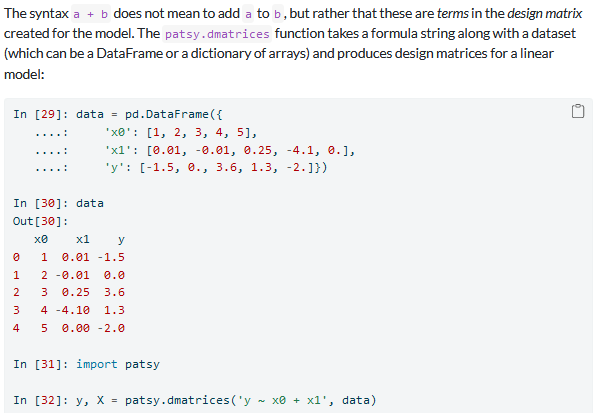 The syntax a + b does not mean to add a to b, but rather that these are terms in the design matrix
created for the model. The patsy.dmatrices function takes a formula string along with a dataset
(which can be a DataFrame or a dictionary of arrays) and produces design matrices for a linear
model:
In [29]: data = pd.DataFrame({
....: 'x0': [1, 2, 3, 4, 5],
....: 'x1': [0.01, -0.01, 0.25, -4.1, 0.],
....: 'y': [-1.5, 0., 3.6, 1.3, -2.]})
In [30]: data
Out[30]:
x0 x1 y
0 1 0.01 -1.5
1 2 -0.01 0.0
2 3 0.25 3.6
3 4 -4.10 1.3
4 5 0.00 -2.0
In [31]: import patsy
In [32]: y, X = patsy.dmatrices('y ~ x0 + x1', data)